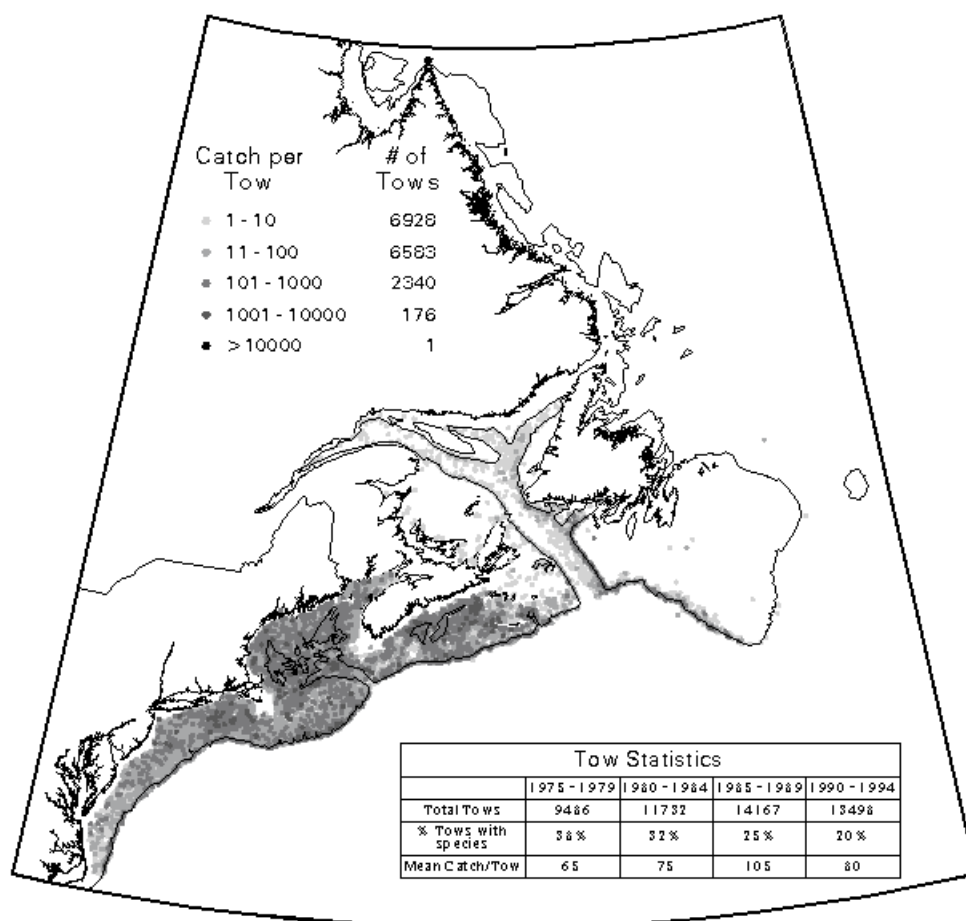 Catch per # of
Tow Tows
1 - 10 6928
11 - 100 6583
101 - 1000 2340
1001 - 10000 176
> 10000 1
Tow Statistics
1975 - 1979 1980 - 1984 1985 - 1989 1990 - 1994
Total Tows 9486 11732 14167 13498
% Tows with species 38% 32% 25% 20%
Mean Catch/Tow 65 75 105 80